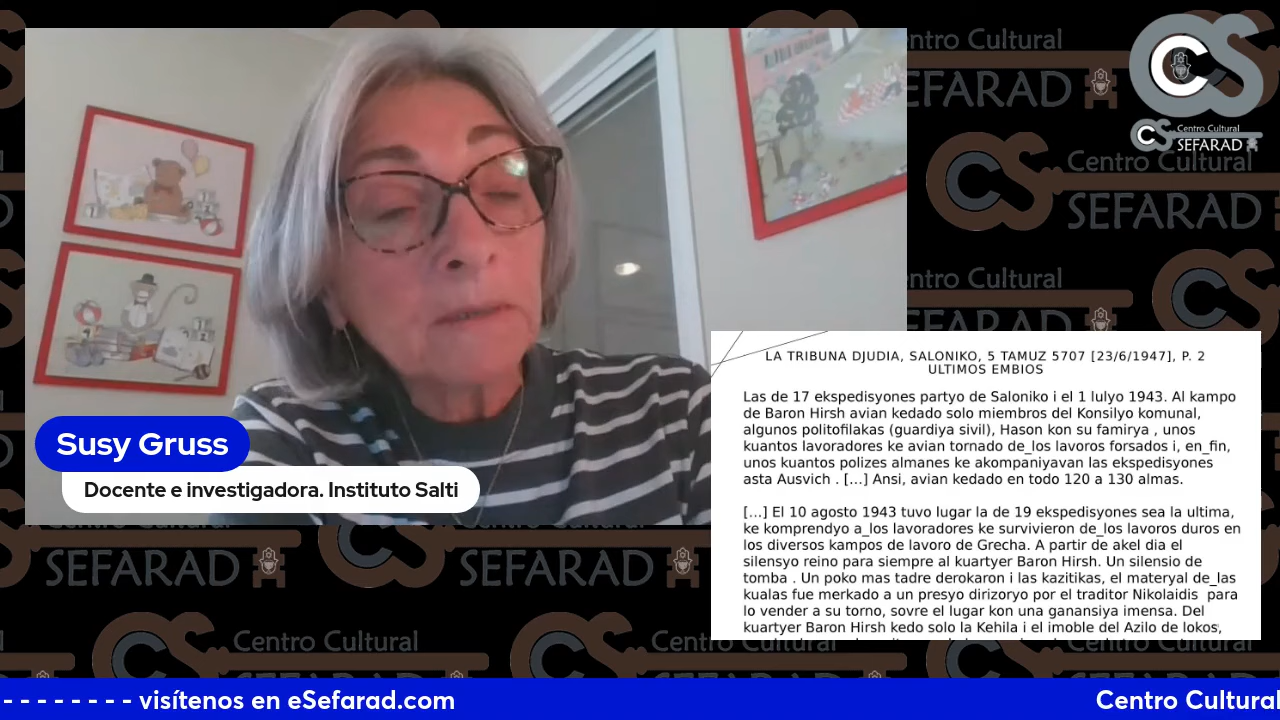 Centro Cultural
SEFARAD
Susy Gruss
Docente e investigadora. Instituto Salti
LA TRIBUNA DJUDIA, SALONIKO, 5 TAMUZ 5707 [23/6/1947], P. 2
ULTIMOS EMBIOS
Las de 17 ekspedisyones partyo de Saloniko i el 1 lulyo 1943. Al kampo
de Baron Hirsh avian kedado solo miembros del Konsilyo komunal,
algunos politofilakas (guardiya sivil), Hason kon su famirya , unos
kuantos lavoradores ke avian tornado de_los lavoros forsados i, en_fin,
unos kuantos polizes almanes ke akompaniyavan las ekspedisyones
asta Ausvich . [...] Ansi, avian kedado en todo 120 a 130 almas.
[...] El 10 agosto 1943 tuvo lugar la de 19 ekspedisyones sea la ultima,
ke komprendyo a_los lavoradores ke survivieron de_los lavoros duros en
los diversos kampos de lavoro de Grecha. A partir de akel dia el
silensyo reino para siempre al kuartyer Baron Hirsh. Un silensio de
tomba . Un poko mas tadre derokaron i las kazitikas, el materyal de_las
kualas fue merkado a un presyo dirizoryo por el traditor Nikolaidis para
lo vender a su torno, sovre el lugar kon una ganansiya imensa. Del
kuartyer Baron Hirsh kedo solo la Kehila i el imoble del Azilo de lokos,
- - - - - - - - visítenos en eSefarad.com
Centro Cultural